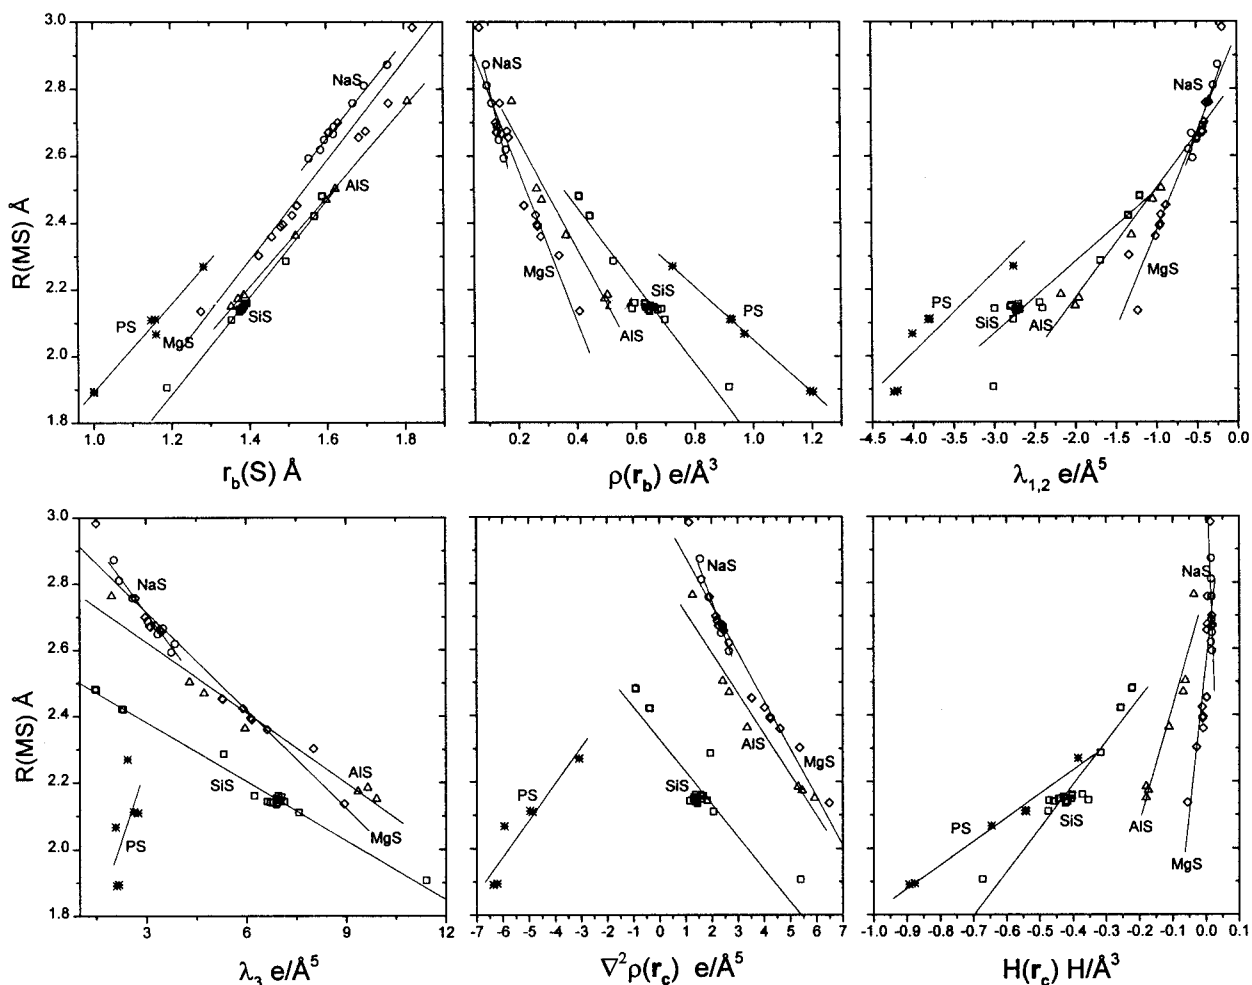 3.0
2.8
2.6
2.4
2.2
2.0
1.8
R(MS) Å
NaS
AlS
PS
MgS
SiS
1.0 1.2 1.4 1.6 1.8
r_b(S) Å
NaS
MgS
AlS
SiS
PS
0.2 0.4 0.6 0.8 1.0 1.2
ρ(r_b) e/Å³
NaS
MgS
PS
SiS
AlS
-4.5 -4.0 -3.5 -3.0 -2.5 -2.0 -1.5 -1.0 -0.5 0.0
λ_1,2 e/Å⁵
3.0
2.8
2.6
2.4
2.2
2.0
1.8
R(MS) Å
NaS
SiS
AlS
PS
MgS
3 6 9 12
λ_3 e/Å⁵
NaS
AlS
MgS
SiS
PS
-7 -6 -5 -4 -3 -2 -1 0 1 2 3 4 5 6 7
∇²ρ(r_c) e/Å⁵
NaS
PS
SiS
AlS
MgS
-1.0 -0.9 -0.8 -0.7 -0.6 -0.5 -0.4 -0.3 -0.2 -0.1 0.0 0.1
H(r_c) H/Å³